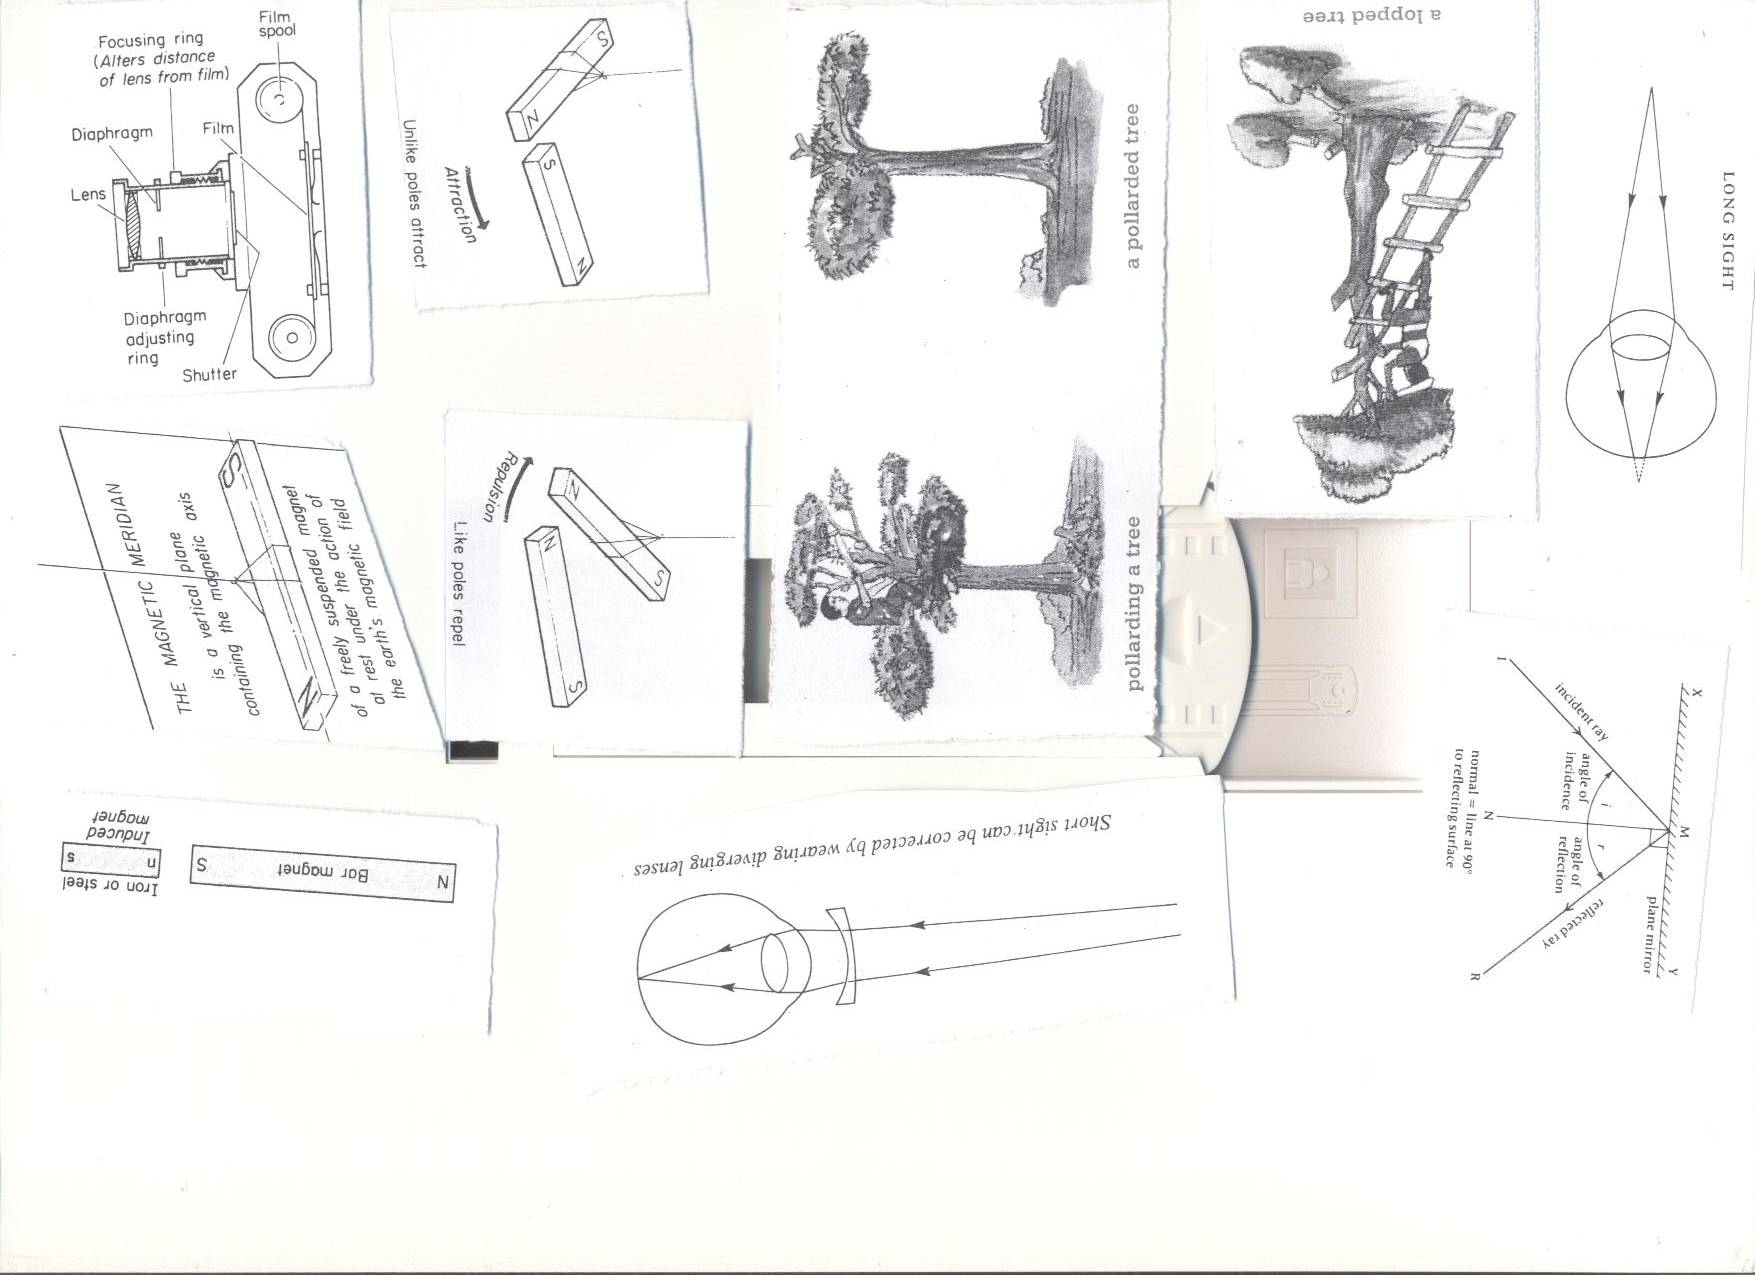 Film
spool
Focusing ring
(Alters distance
of lens from film)
Diaphragm
Film
Lens
Diaphragm
adjusting
ring
Shutter
S
N
S
N
Attraction
Unlike poles attract
a pollarded tree
pollarding a tree
a lopped tree
LONG SIGHT
THE MAGNETIC MERIDIAN
is a vertical plane
containing the magnetic axis
S
N
of a freely suspended magnet
at rest under the action of
the earth's magnetic field
Repulsion
N
S
N
S
Like poles repel
X
M
Y
plane mirror
I
incident ray
angle of
incidence
i
r
angle of
reflection
reflected ray
R
N
normal = line at 90°
to reflecting surface
N
Bar magnet
S
Iron or steel
n
s
Induced
magnet
Short sight can be corrected by wearing diverging lenses